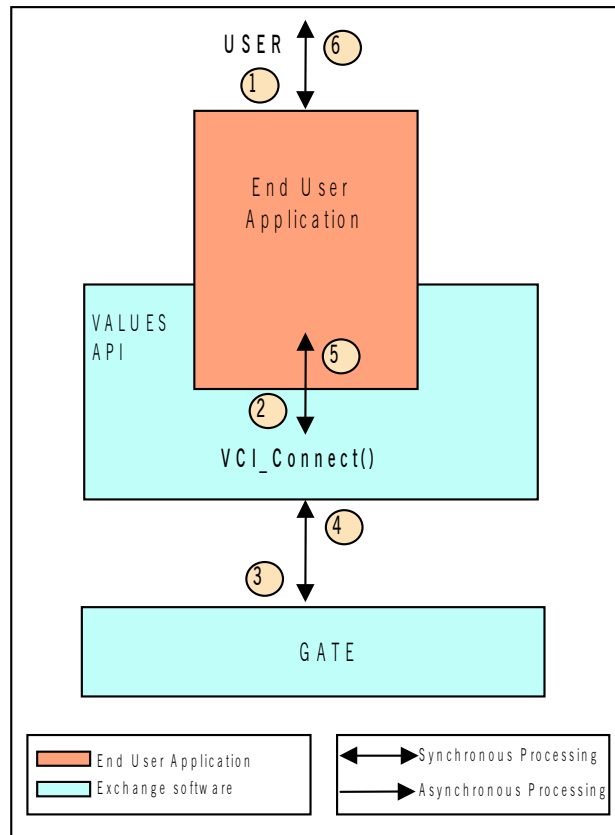 USER
6
1
End User
Application
VALUES
API
5
2
VCI_Connect()
4
3
GATE
End User Application
Exchange software
Synchronous Processing
Asynchronous Processing